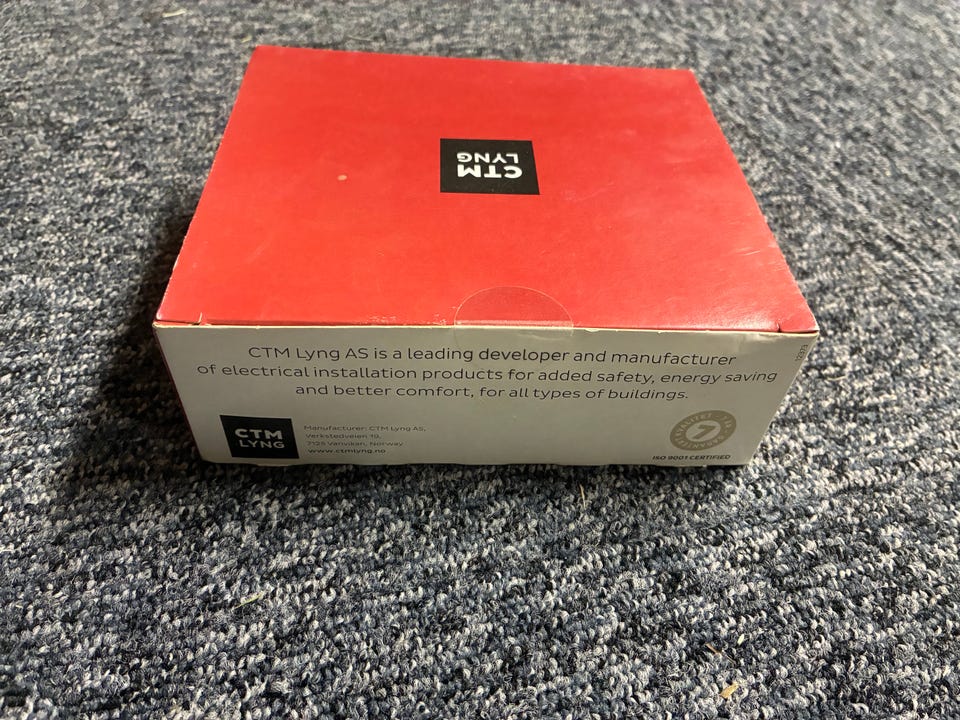 CTM
LYNG
CTM Lyng AS is a leading developer and manufacturer
of electrical installation products for added safety, energy saving
and better comfort, for all types of buildings.
CTM
LYNG
Manufacturer: CTM Lyng AS,
Verkstedveien 19,
7125 Vanvikan, Norway
www.ctmlyng.no
7
ISO 9001 CERTIFIED